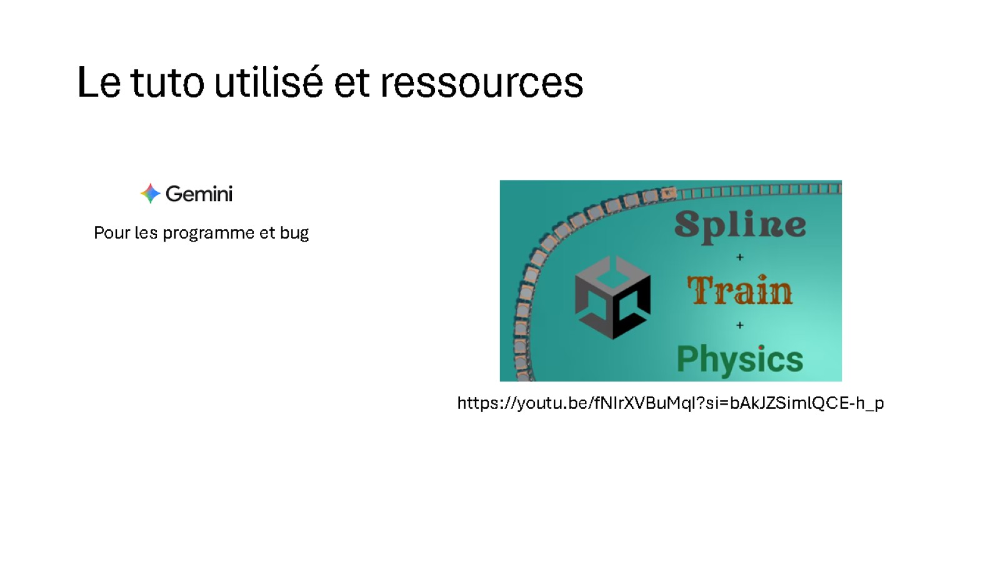 Le tuto utilisé et ressources
Gemini
Pour les programme et bug
Spline
+
Train
+
Physics
https://youtu.be/fNIrXVBuMqI?si=bAkJZSimlQCE-h_p